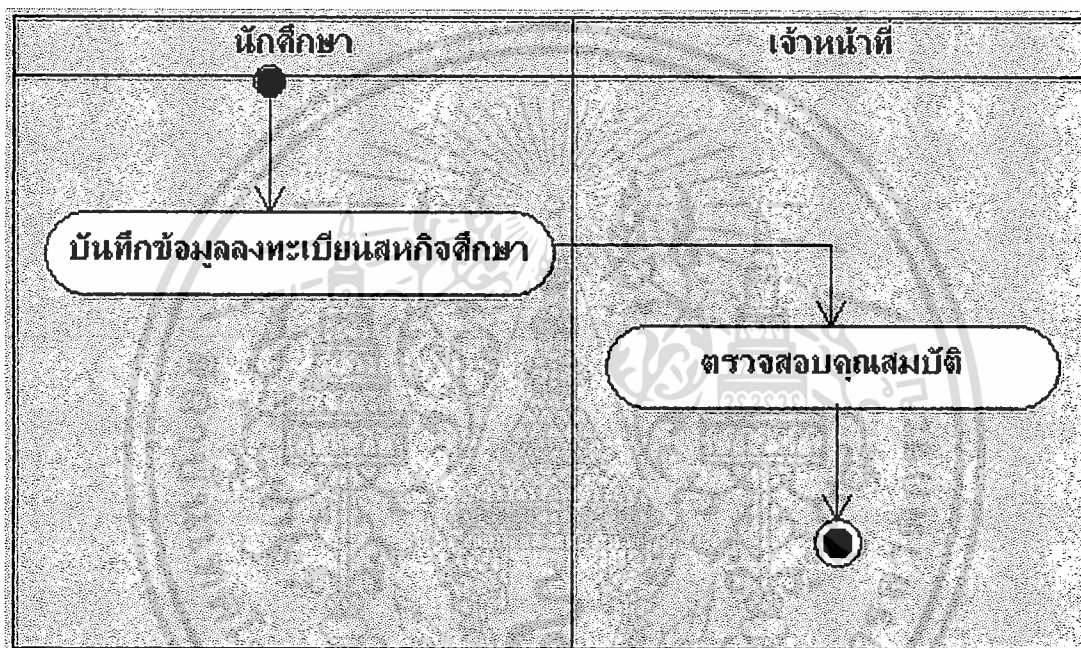 นักศึกษา
เจ้าหน้าที่
บันทึกข้อมูลลงทะเบียนสหกิจศึกษา
ตรวจสอบคุณสมบัติ